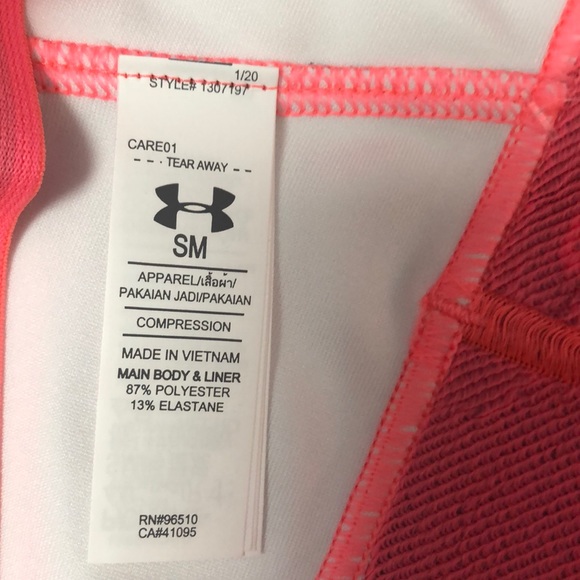 1/20
STYLE# 1307197
CARE01
- - · TEAR AWAY - -
SM
APPAREL/เสื้อผ้า/
PAKAIAN JADI/PAKAIAN
COMPRESSION
MADE IN VIETNAM
MAIN BODY & LINER
87% POLYESTER
13% ELASTANE
RN#96510
CA#41095